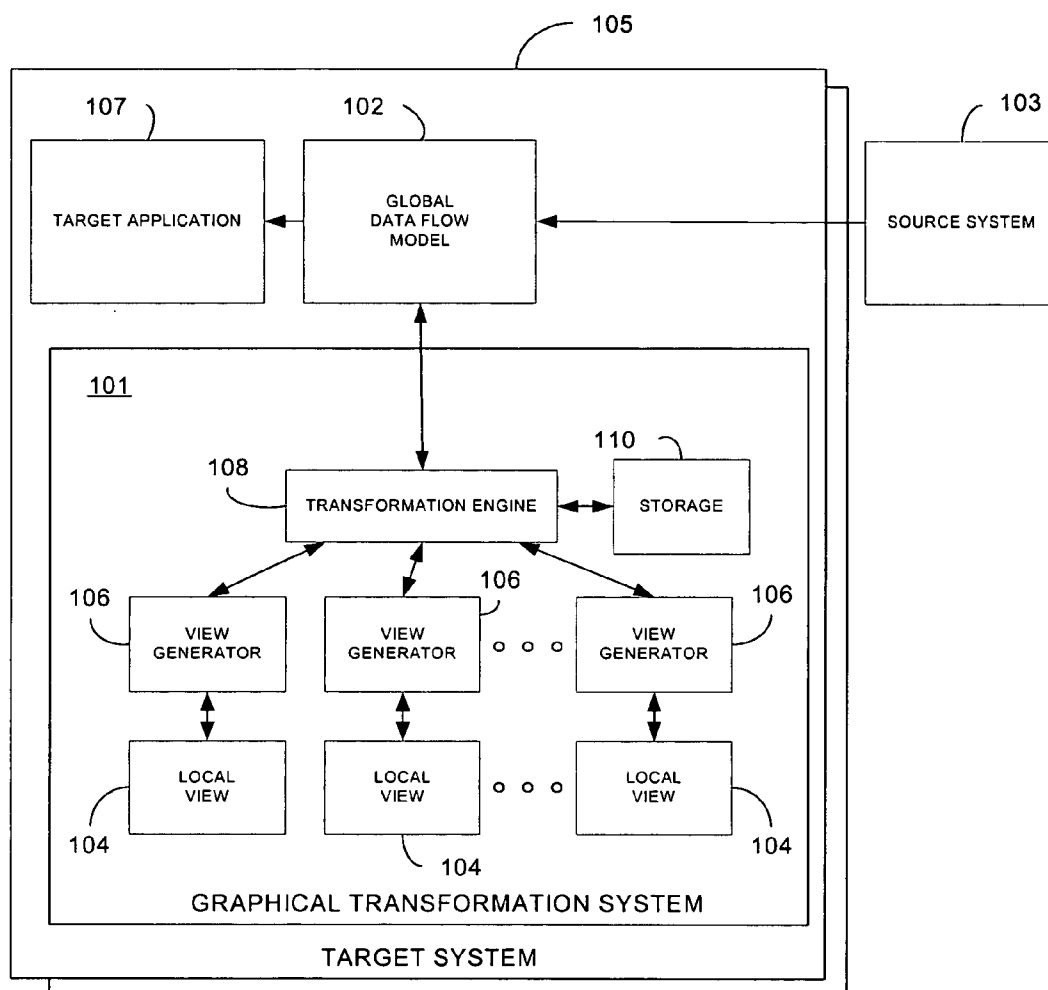 105
107
102
103
TARGET APPLICATION
GLOBAL
DATA FLOW
MODEL
SOURCE SYSTEM
101
110
108
TRANSFORMATION ENGINE
STORAGE
106
106
106
VIEW
GENERATOR
VIEW
GENERATOR
VIEW
GENERATOR
LOCAL
VIEW
LOCAL
VIEW
LOCAL
VIEW
104
104
104
GRAPHICAL TRANSFORMATION SYSTEM
TARGET SYSTEM